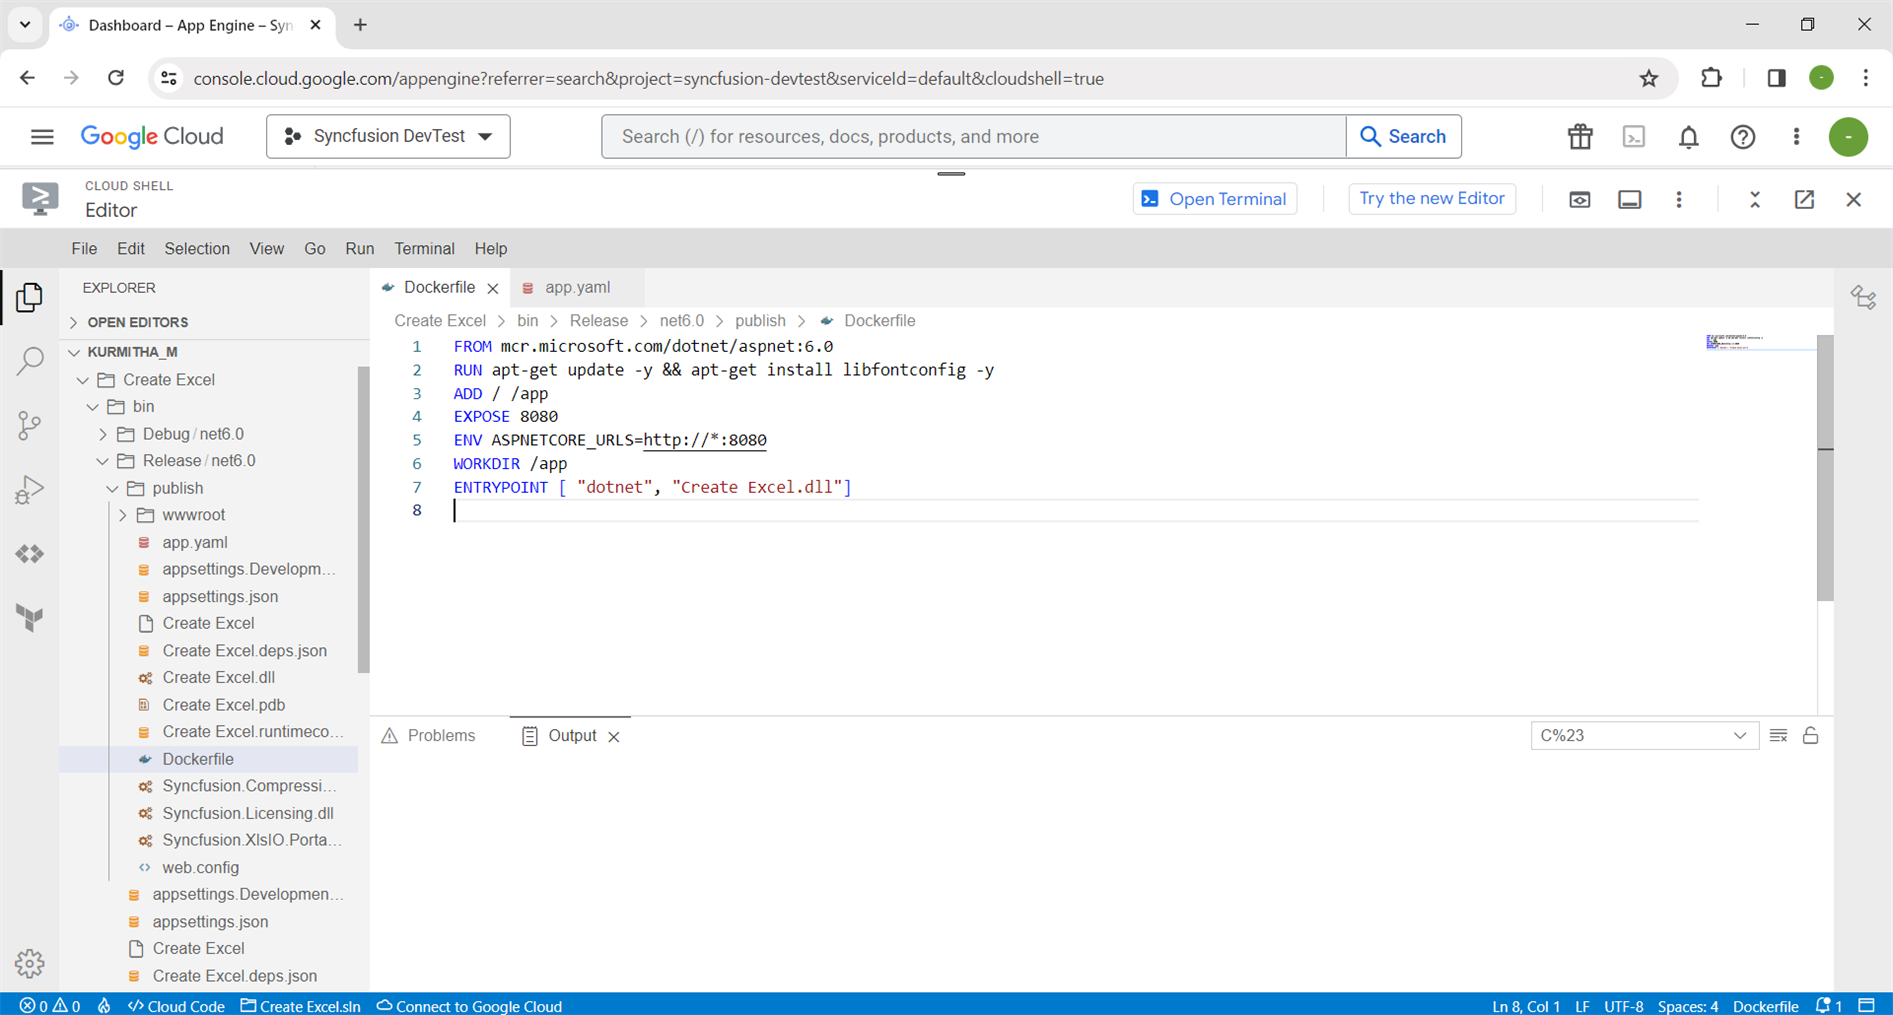 Dashboard – App Engine – Syn
console.cloud.google.com/appengine?referrer=search&project=syncfusion-devtest&serviceId=default&cloudshell=true
Google Cloud
Syncfusion DevTest
Search (/) for resources, docs, products, and more
Search
CLOUD SHELL
Editor
Open Terminal
Try the new Editor
File Edit Selection View Go Run Terminal Help
EXPLORER
OPEN EDITORS
KURMITHA_M
Create Excel
bin
Debug / net6.0
Release / net6.0
publish
wwwroot
app.yaml
appsettings.Developm...
appsettings.json
Create Excel
Create Excel.deps.json
Create Excel.dll
Create Excel.pdb
Create Excel.runtimeco...
Dockerfile
Syncfusion.Compressi...
Syncfusion.Licensing.dll
Syncfusion.XlsIO.Porta...
web.config
appsettings.Developmen...
appsettings.json
Create Excel
Create Excel.deps.json
Dockerfile
app.yaml
Create Excel > bin > Release > net6.0 > publish > Dockerfile
1 FROM mcr.microsoft.com/dotnet/aspnet:6.0
2 RUN apt-get update -y && apt-get install libfontconfig -y
3 ADD / /app
4 EXPOSE 8080
5 ENV ASPNETCORE_URLS=http://*:8080
6 WORKDIR /app
7 ENTRYPOINT [ "dotnet", "Create Excel.dll"]
8
Problems
Output
C%23
0 0 Cloud Code Create Excel.sln Connect to Google Cloud
Ln 8, Col 1 LF UTF-8 Spaces: 4 Dockerfile 1